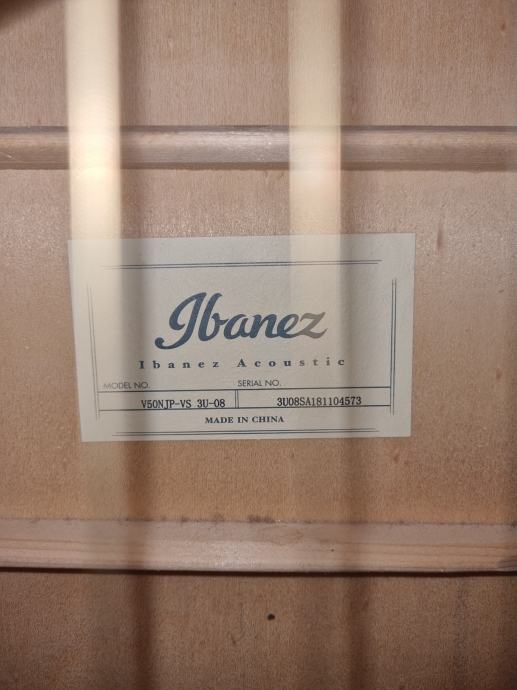 Ibanez
Ibanez Acoustic
MODEL NO. SERIAL NO.
V50NJP-VS 3U-08 3U08SA181104573
MADE IN CHINA